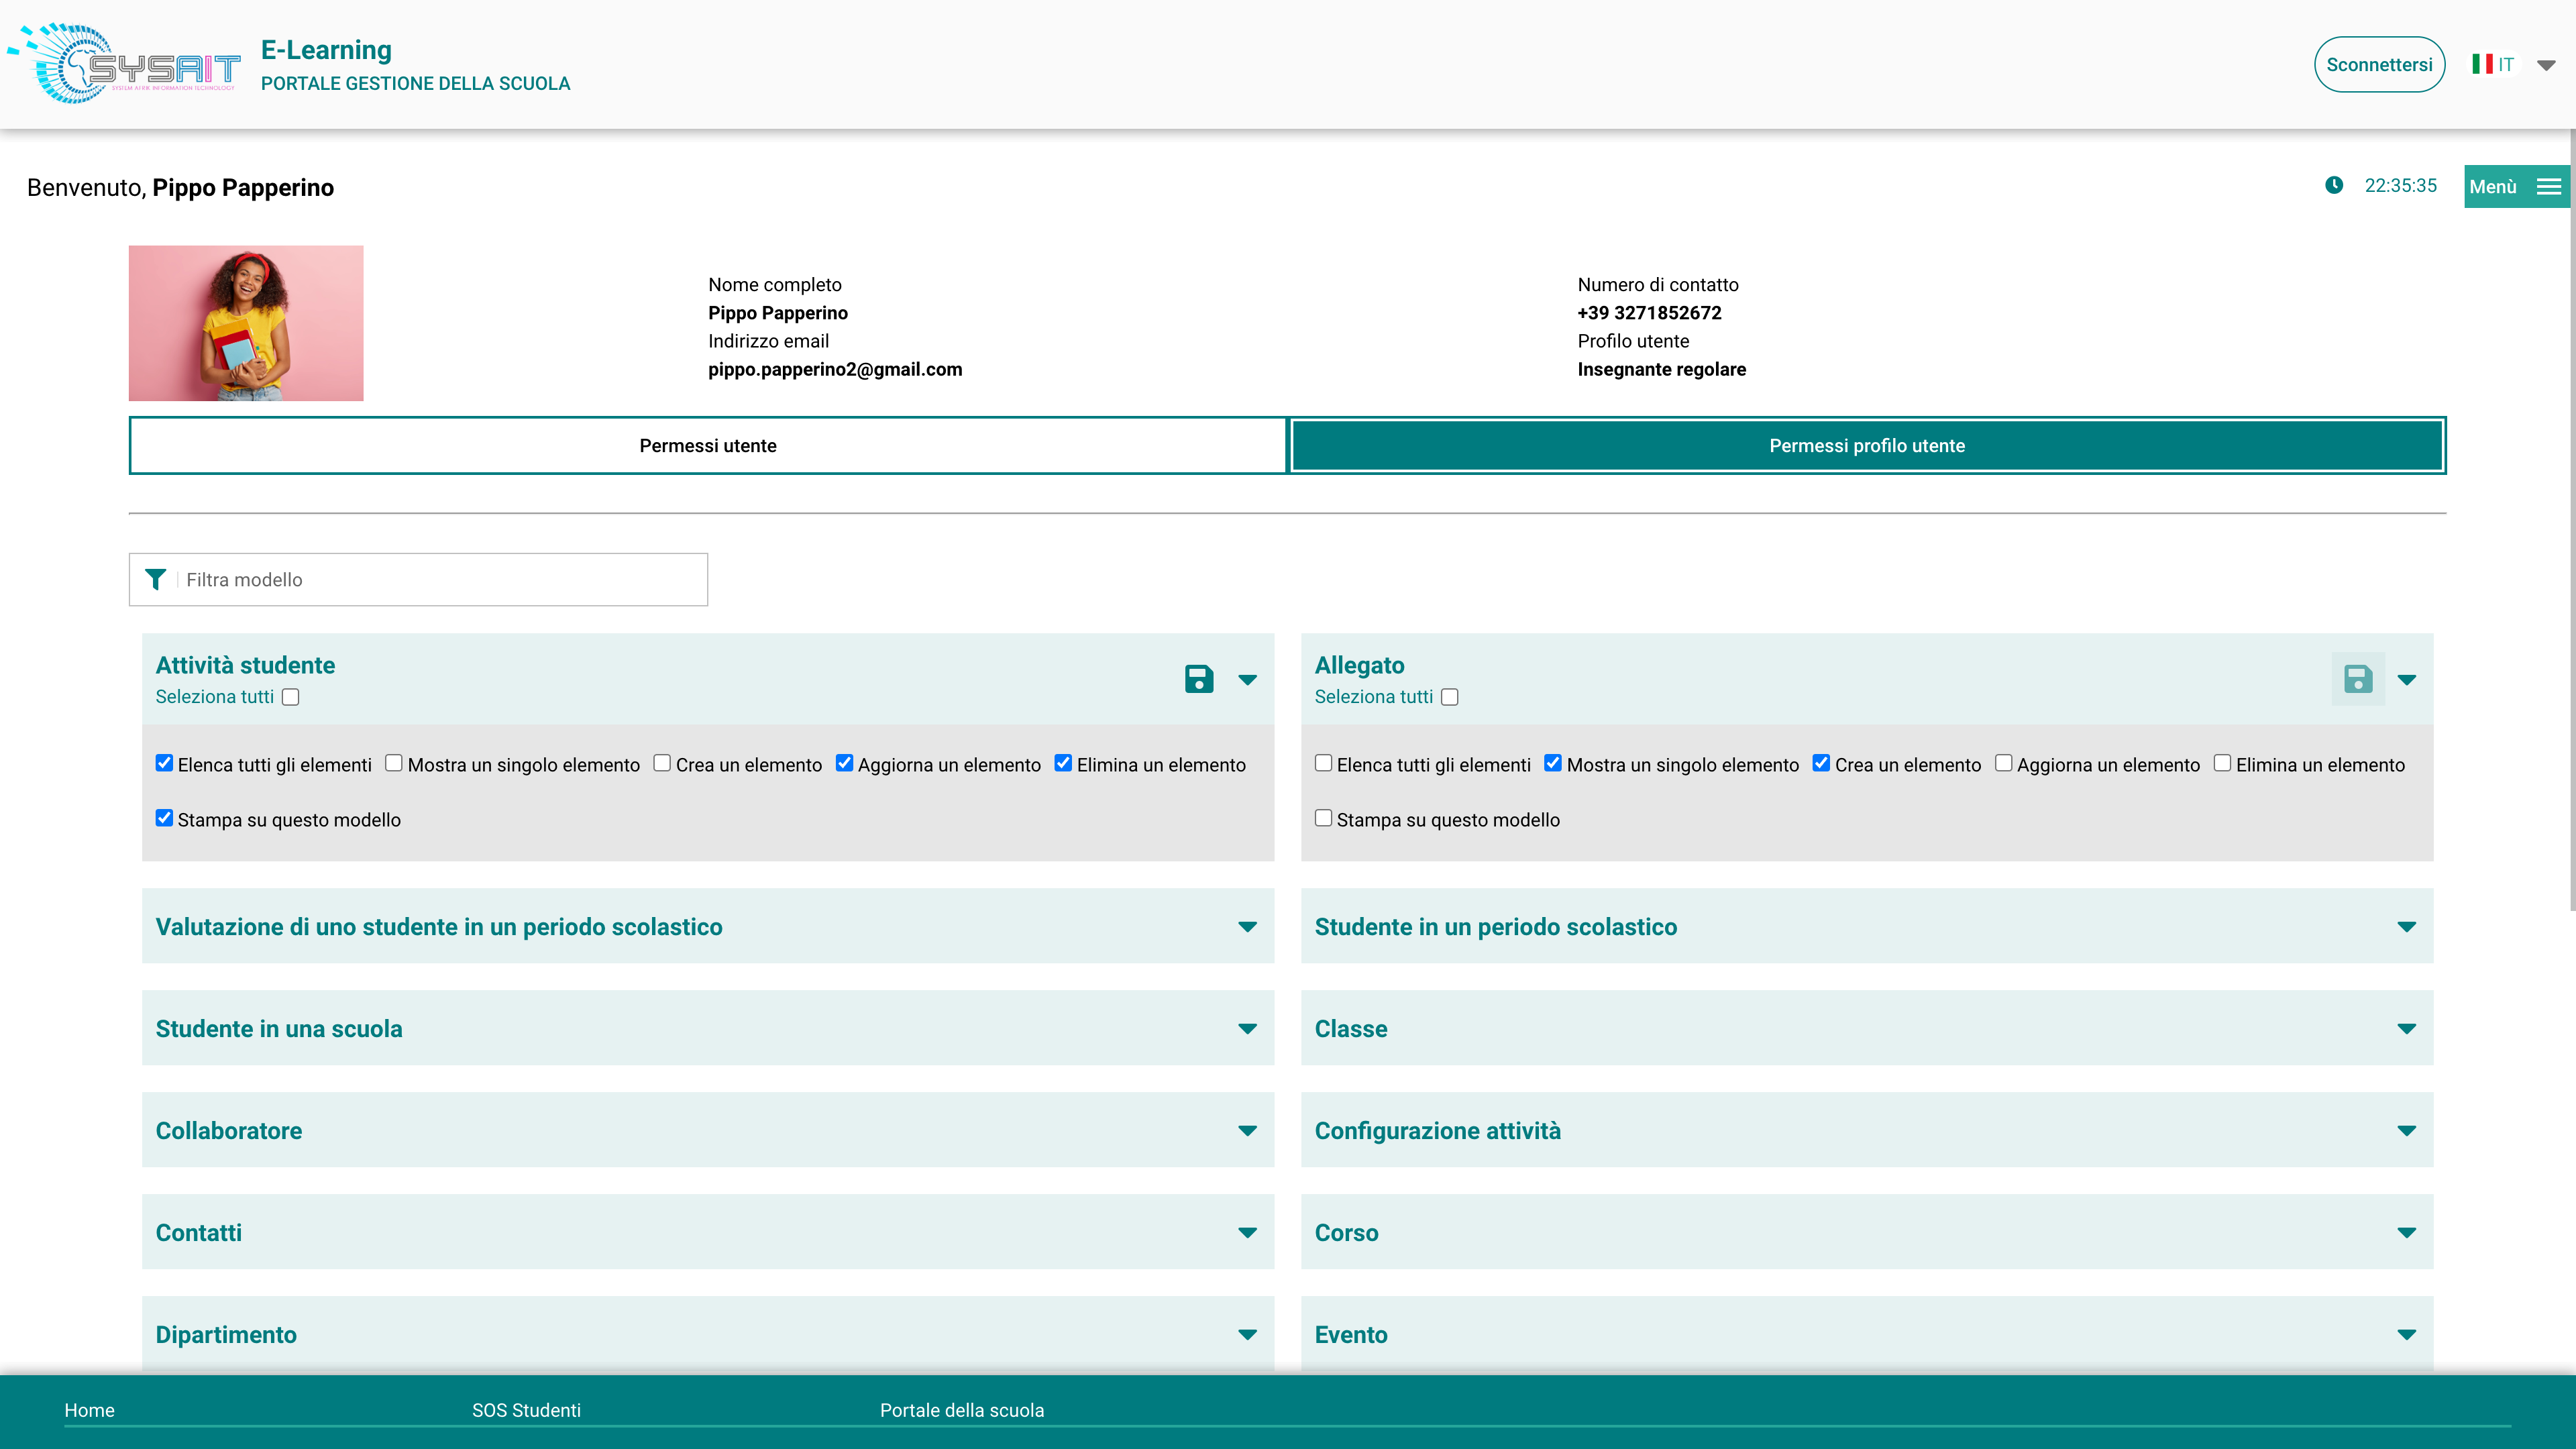 SYSAIT
SYSTEM AFRIK INFORMATION TECHNOLOGY
E-Learning
PORTALE GESTIONE DELLA SCUOLA
Sconnettersi
IT
Benvenuto, Pippo Papperino
22:35:35
Menù
Nome completo
Pippo Papperino
Indirizzo email
pippo.papperino2@gmail.com
Numero di contatto
+39 3271852672
Profilo utente
Insegnante regolare
Permessi utente
Permessi profilo utente
Filtra modello
Attività studente
Seleziona tutti
Elenca tutti gli elementi Mostra un singolo elemento Crea un elemento Aggiorna un elemento Elimina un elemento
Stampa su questo modello
Allegato
Seleziona tutti
Elenca tutti gli elementi Mostra un singolo elemento Crea un elemento Aggiorna un elemento Elimina un elemento
Stampa su questo modello
Valutazione di uno studente in un periodo scolastico
Studente in un periodo scolastico
Studente in una scuola
Classe
Collaboratore
Configurazione attività
Contatti
Corso
Dipartimento
Evento
Home
SOS Studenti
Portale della scuola